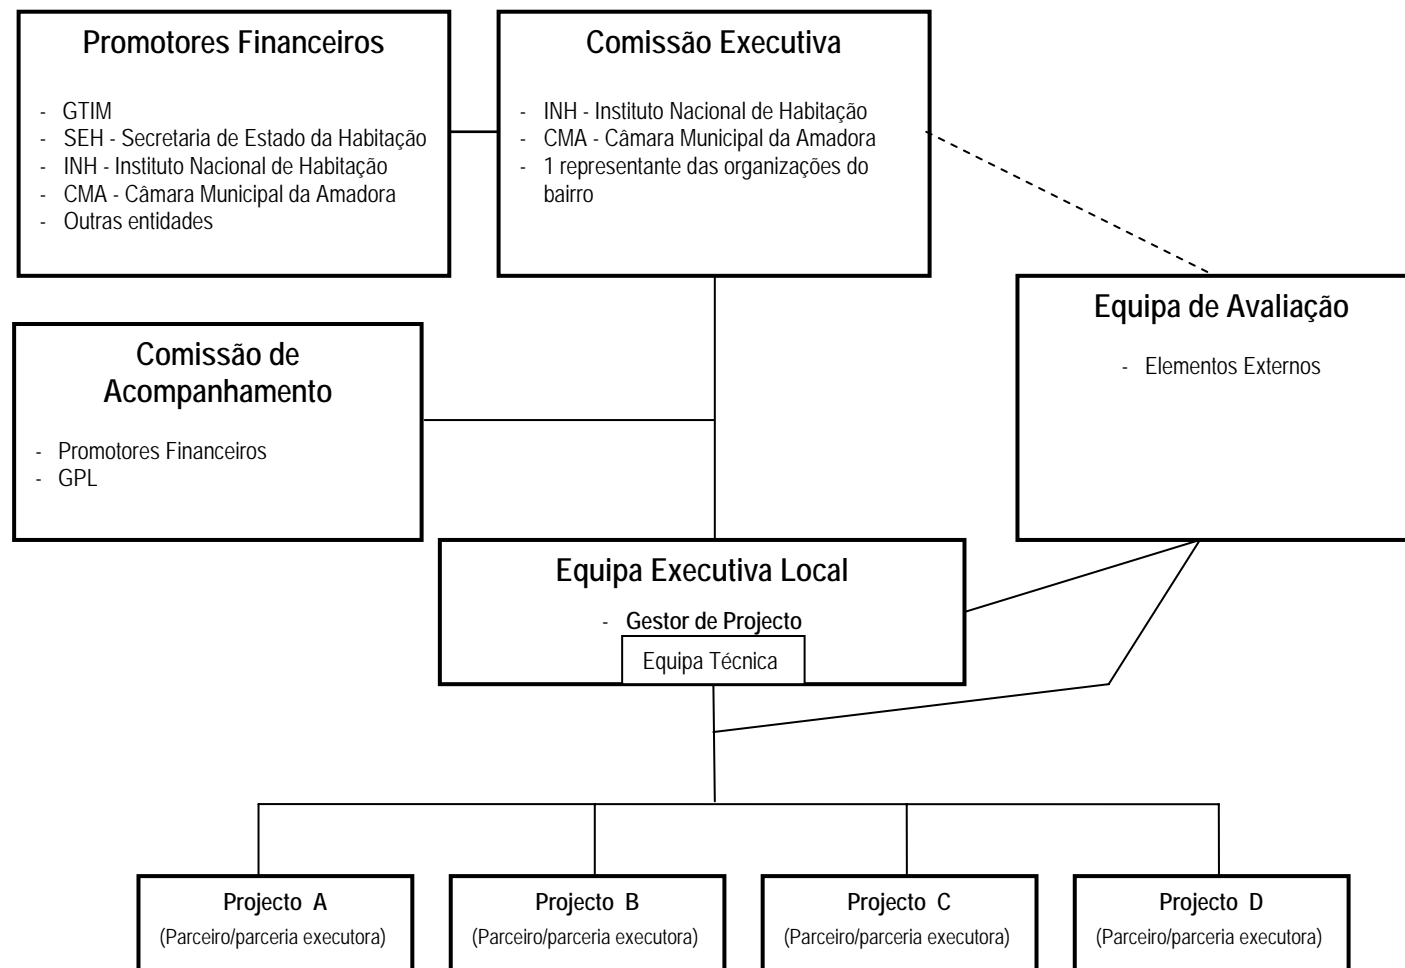 Promotores Financeiros
- GTIM
- SEH - Secretaria de Estado da Habitação
- INH - Instituto Nacional de Habitação
- CMA - Câmara Municipal da Amadora
- Outras entidades
Comissão Executiva
- INH - Instituto Nacional de Habitação
- CMA - Câmara Municipal da Amadora
- 1 representante das organizações do
bairro
Equipa de Avaliação
- Elementos Externos
Comissão de
Acompanhamento
- Promotores Financeiros
- GPL
Equipa Executiva Local
- Gestor de Projecto
Equipa Técnica
Projecto A
(Parceiro/parceria executora)
Projecto B
(Parceiro/parceria executora)
Projecto C
(Parceiro/parceria executora)
Projecto D
(Parceiro/parceria executora)